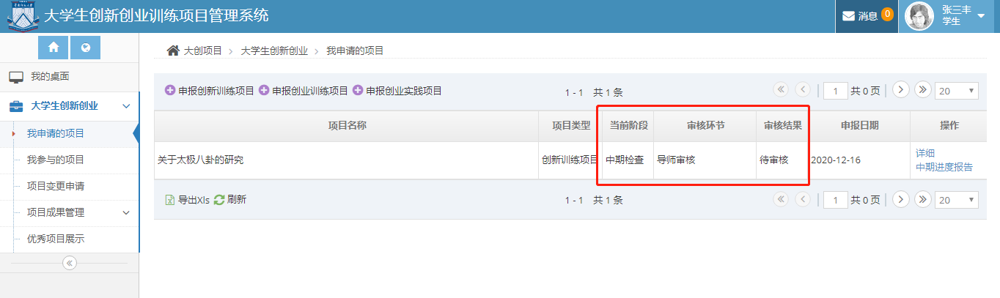 大学生创新创业训练项目管理系统
消息 0
张三丰
学生
大创项目 > 大学生创新创业 > 我申请的项目
我的桌面
大学生创新创业
我申请的项目
我参与的项目
项目变更申请
项目成果管理
优秀项目展示
申报创新训练项目 申报创业训练项目 申报创业实践项目
1 - 1 共 1 条
1 共 0 页 20
项目名称 项目类型 当前阶段 审核环节 审核结果 申报日期 操作
关于太极八卦的研究 创新训练项目 中期检查 导师审核 待审核 2020-12-16 详细
中期进度报告
导出Xls 刷新
1 - 1 共 1 条
1 共 0 页 20